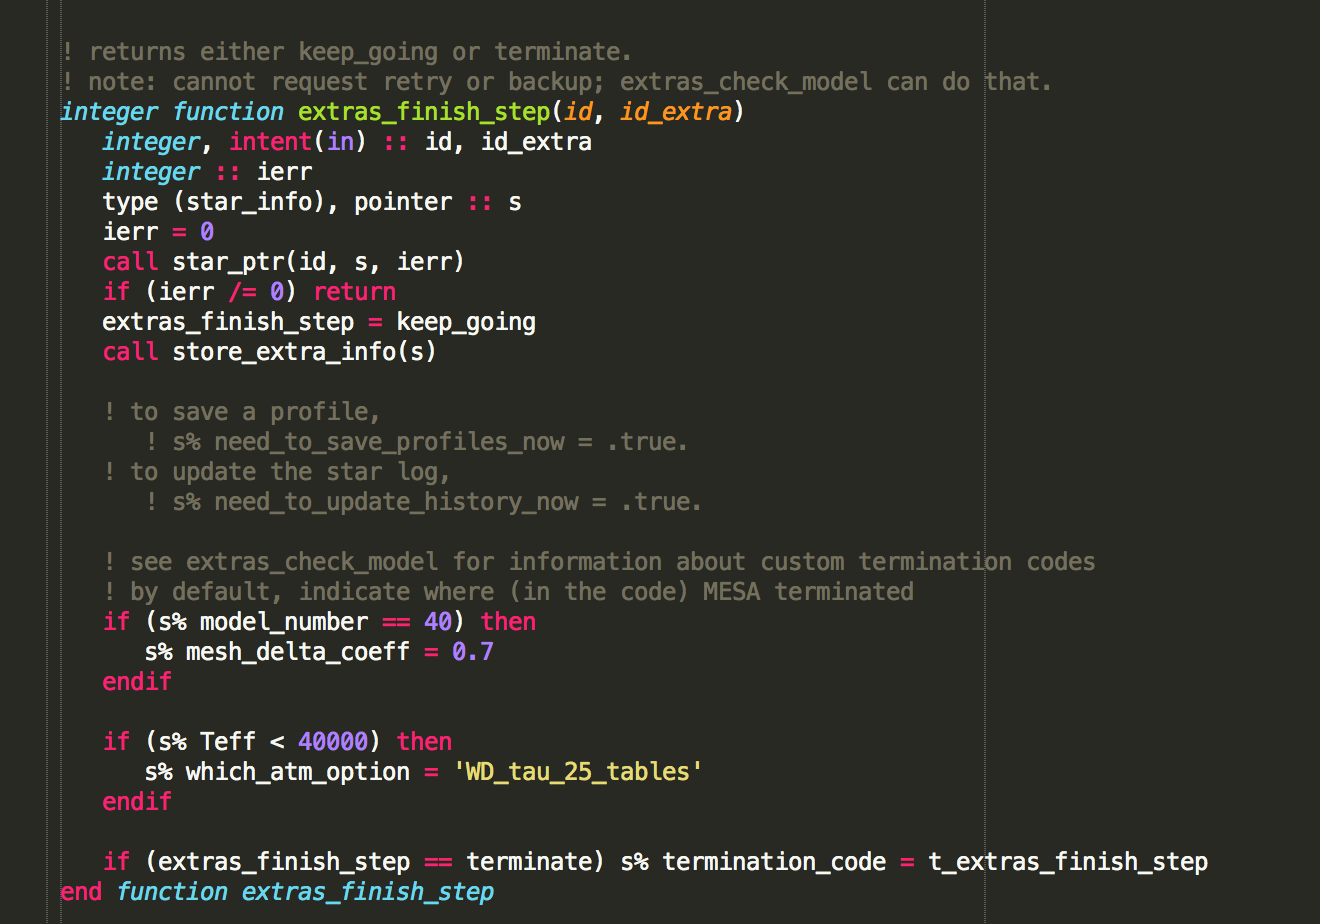 ! returns either keep_going or terminate.
! note: cannot request retry or backup; extras_check_model can do that.
integer function extras_finish_step(id, id_extra)
   integer, intent(in) :: id, id_extra
   integer :: ierr
   type (star_info), pointer :: s
   ierr = 0
   call star_ptr(id, s, ierr)
   if (ierr /= 0) return
   extras_finish_step = keep_going
   call store_extra_info(s)

   ! to save a profile,
      ! s% need_to_save_profiles_now = .true.
   ! to update the star log,
      ! s% need_to_update_history_now = .true.

   ! see extras_check_model for information about custom termination codes
   ! by default, indicate where (in the code) MESA terminated
   if (s% model_number == 40) then
      s% mesh_delta_coeff = 0.7
   endif

   if (s% Teff < 40000) then
      s% which_atm_option = 'WD_tau_25_tables'
   endif

   if (extras_finish_step == terminate) s% termination_code = t_extras_finish_step
end function extras_finish_step